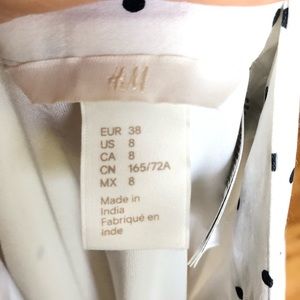 H&M
EUR 38
US 8
CA 8
CN 165/72A
MX 8
Made in
India
Fabriqué en
Inde